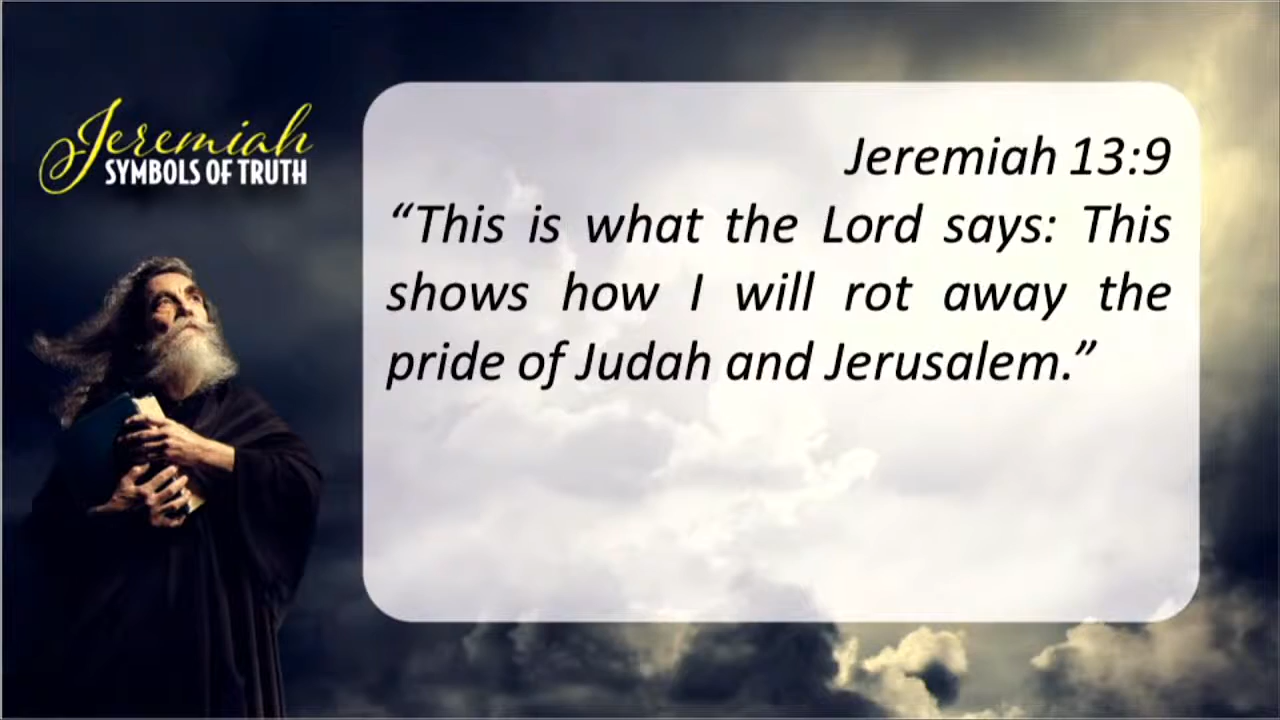 Jeremiah
SYMBOLS OF TRUTH
Jeremiah 13:9
“This is what the Lord says: This
shows how I will rot away the
pride of Judah and Jerusalem.”